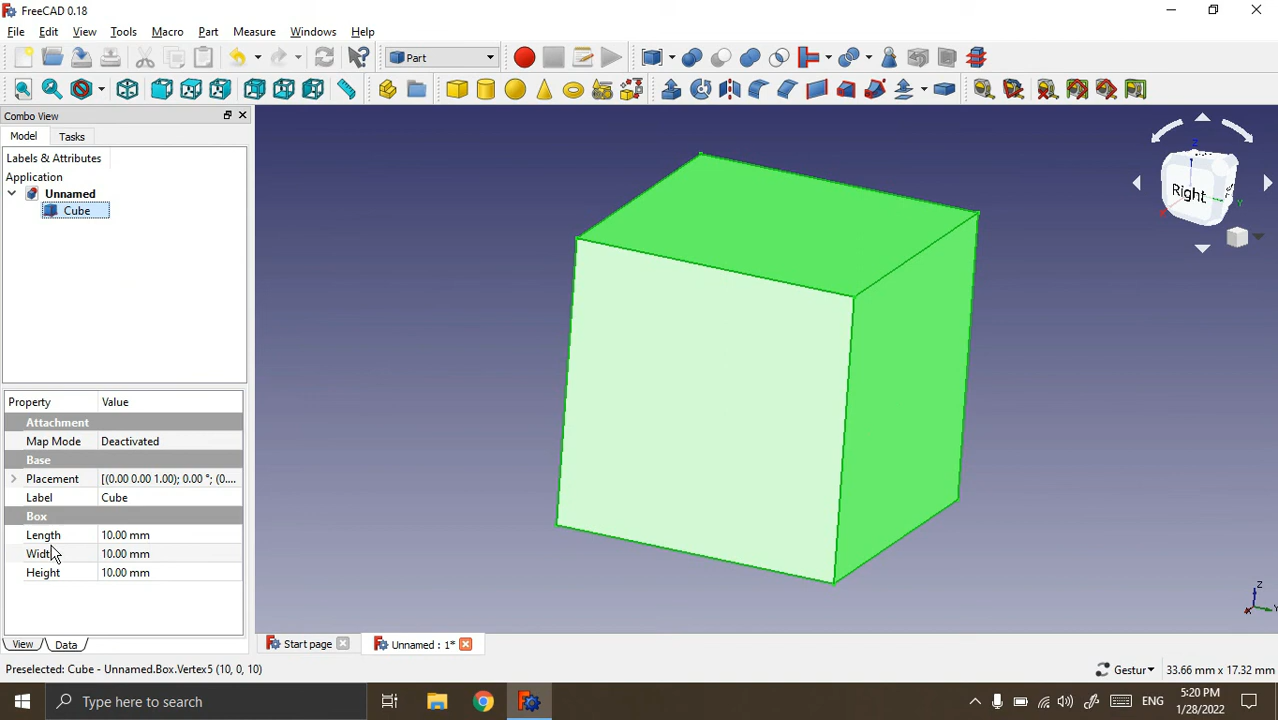 FreeCAD 0.18
File Edit View Tools Macro Part Measure Windows Help
Part
Combo View
Model Tasks
Labels & Attributes
Application
Unnamed
Cube
Right
Z
X
Y
Property Value
Attachment
Map Mode Deactivated
Base
Placement [(0.00 0.00 1.00); 0.00 °; (0....
Label Cube
Box
Length 10.00 mm
Width 10.00 mm
Height 10.00 mm
Z
Y
View Data
Start page
Unnamed : 1*
Preselected: Cube - Unnamed.Box.Vertex5 (10, 0, 10)
Gestur
33.66 mm x 17.32 mm
Type here to search
ENG
5:20 PM
1/28/2022